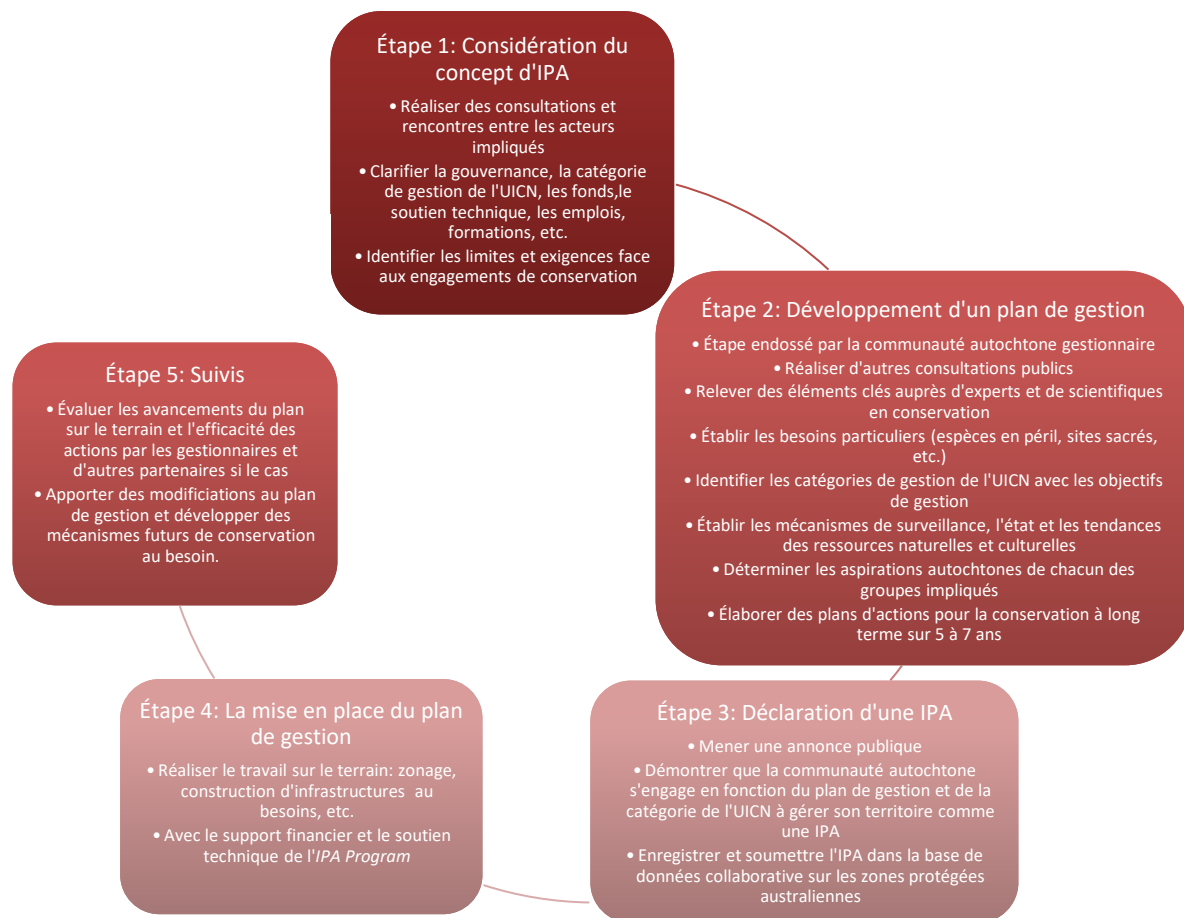 Étape 1: Considération du
concept d'IPA
• Réaliser des consultations et
rencontres entre les acteurs
impliqués
• Clarifier la gouvernance, la catégorie
de gestion de l'UICN, les fonds,le
soutien technique, les emplois,
formations, etc.
• Identifier les limites et exigences face
aux engagements de conservation
Étape 2: Développement d'un plan de gestion
• Étape endossé par la communauté autochtone gestionnaire
• Réaliser d'autres consultations publics
• Relever des éléments clés auprès d'experts et de scientifiques
en conservation
• Établir les besoins particuliers (espèces en péril, sites sacrés,
etc.)
• Identifier les catégories de gestion de l'UICN avec les objectifs
de gestion
• Établir les mécanismes de surveillance, l'état et les tendances
des ressources naturelles et culturelles
• Déterminer les aspirations autochtones de chacun des
groupes impliqués
• Élaborer des plans d'actions pour la conservation à long
terme sur 5 à 7 ans
Étape 3: Déclaration d'une IPA
• Mener une annonce publique
• Démontrer que la communauté autochtone
s'engage en fonction du plan de gestion et de la
catégorie de l'UICN à gérer son territoire comme
une IPA
• Enregistrer et soumettre l'IPA dans la base de
données collaborative sur les zones protégées
australiennes
Étape 4: La mise en place du plan
de gestion
• Réaliser le travail sur le terrain: zonage,
construction d'infrastructures au
besoins, etc.
• Avec le support financier et le soutien
technique de l'IPA Program
Étape 5: Suivis
• Évaluer les avancements du plan
sur le terrain et l'efficacité des
actions par les gestionnaires et
d'autres partenaires si le cas
• Apporter des modificiations au plan
de gestion et développer des
mécanismes futurs de conservation
au besoin.